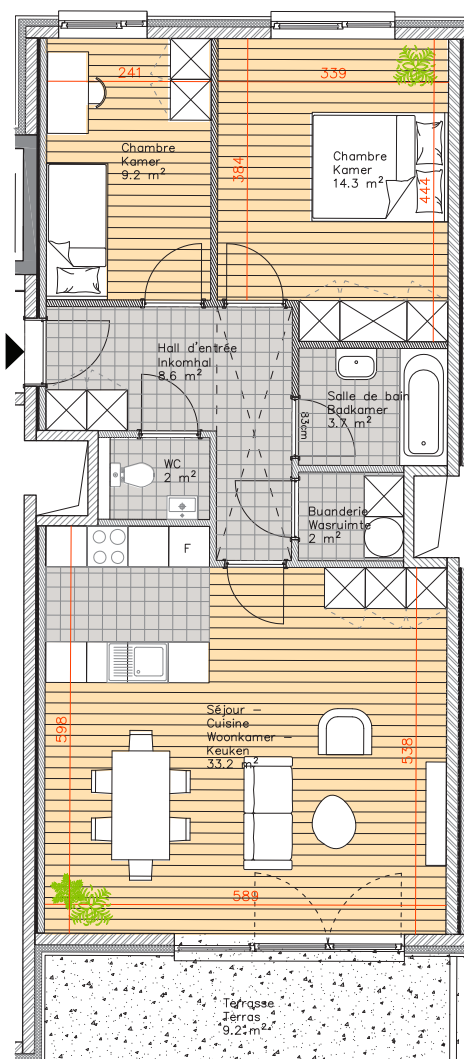 241
339
Chambre
Kamer
9.2 m²
384
Chambre
Kamer
14.3 m²
444
Hall d'entrée
Inkomhal
8.6 m²
Salle de bain
Badkamer
3.7 m²
83cm
WC
2 m²
Buanderie
Wasruimte
2 m²
F
Séjour –
Cuisine
Woonkamer –
Keuken
33.2 m²
598
538
589
Terrasse
Terras
9.2 m²